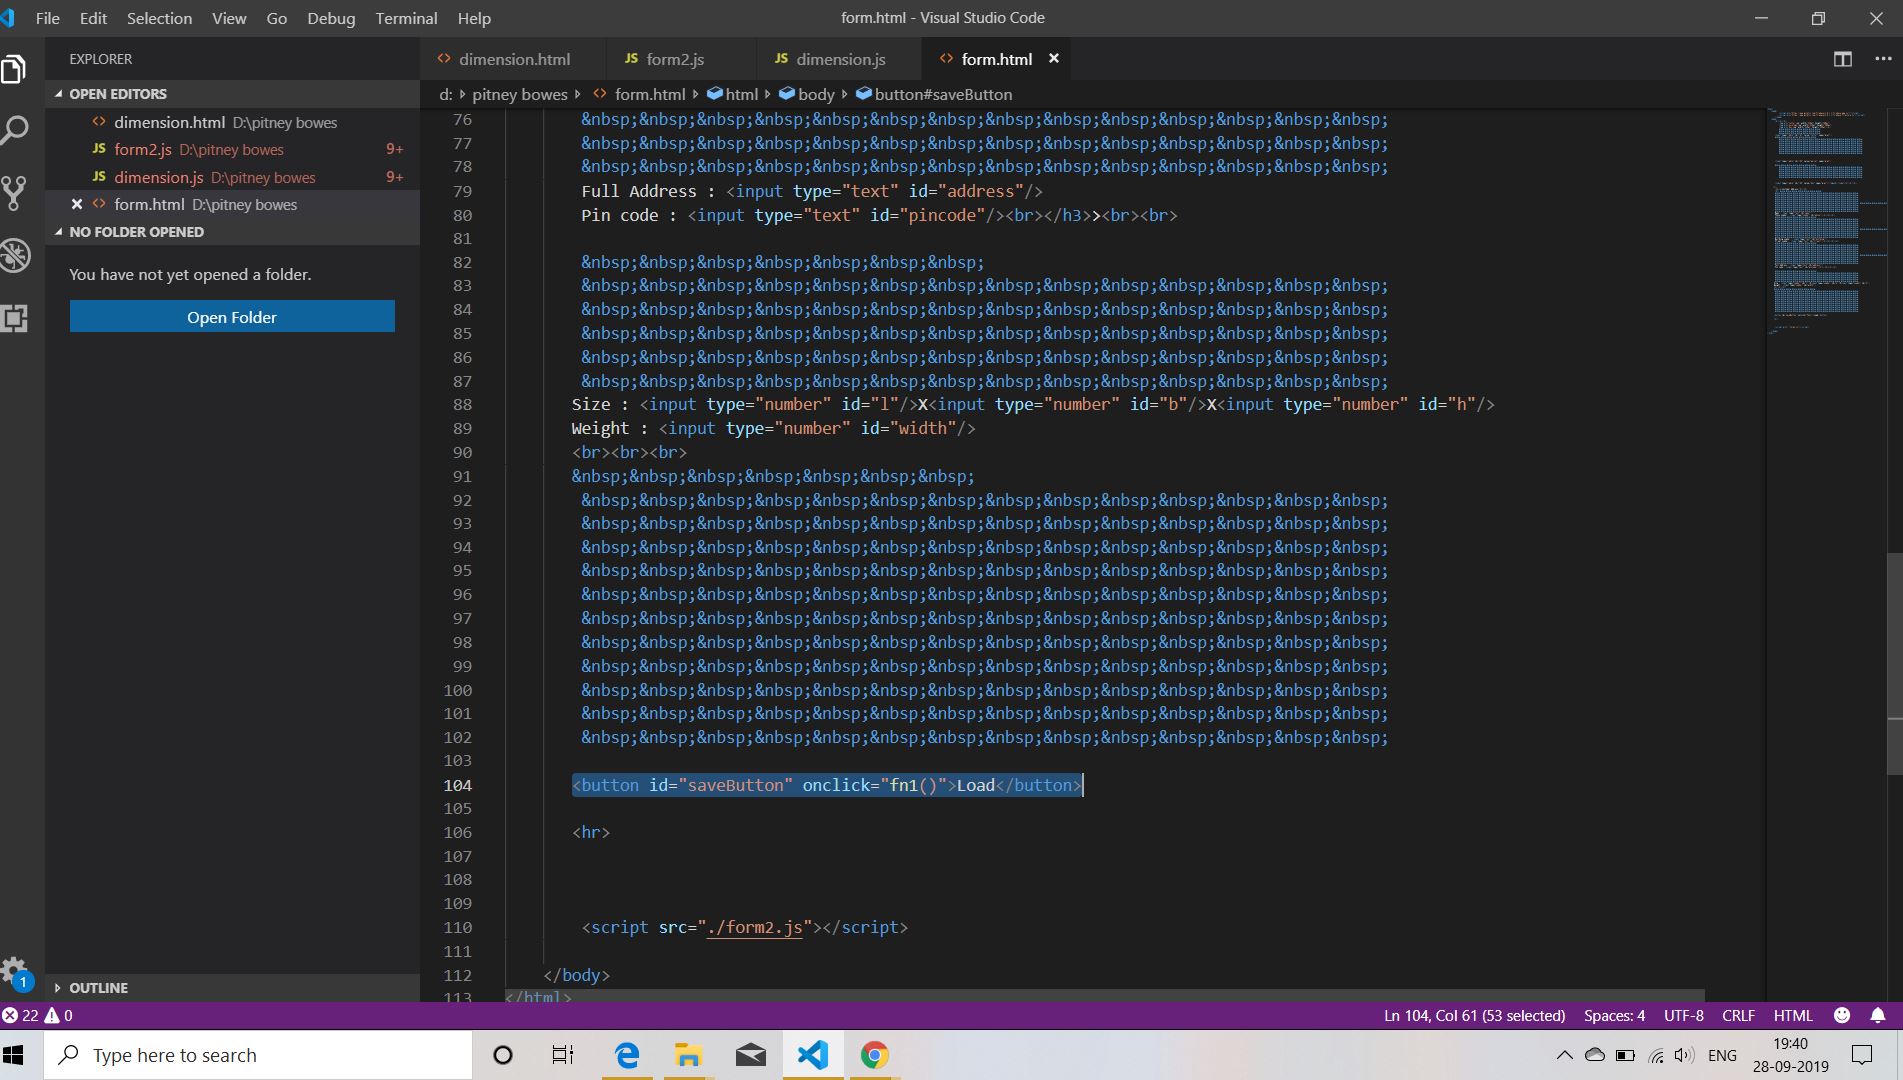 File Edit Selection View Go Debug Terminal Help
form.html - Visual Studio Code
EXPLORER
OPEN EDITORS
dimension.html D:\pitney bowes
form2.js D:\pitney bowes 9+
dimension.js D:\pitney bowes 9+
form.html D:\pitney bowes
NO FOLDER OPENED
You have not yet opened a folder.
Open Folder
OUTLINE
1
dimension.html JS form2.js JS dimension.js form.html
d: pitney bowes form.html html body button#saveButton
76 &nbsp;&nbsp;&nbsp;&nbsp;&nbsp;&nbsp;&nbsp;&nbsp;&nbsp;&nbsp;&nbsp;&nbsp;&nbsp;&nbsp;
77 &nbsp;&nbsp;&nbsp;&nbsp;&nbsp;&nbsp;&nbsp;&nbsp;&nbsp;&nbsp;&nbsp;&nbsp;&nbsp;&nbsp;
78 &nbsp;&nbsp;&nbsp;&nbsp;&nbsp;&nbsp;&nbsp;&nbsp;&nbsp;&nbsp;&nbsp;&nbsp;&nbsp;&nbsp;
79 Full Address : <input type="text" id="address"/>
80 Pin code : <input type="text" id="pincode"/><br></h3>><br><br>
81
82 &nbsp;&nbsp;&nbsp;&nbsp;&nbsp;&nbsp;&nbsp;
83 &nbsp;&nbsp;&nbsp;&nbsp;&nbsp;&nbsp;&nbsp;&nbsp;&nbsp;&nbsp;&nbsp;&nbsp;&nbsp;&nbsp;
84 &nbsp;&nbsp;&nbsp;&nbsp;&nbsp;&nbsp;&nbsp;&nbsp;&nbsp;&nbsp;&nbsp;&nbsp;&nbsp;&nbsp;
85 &nbsp;&nbsp;&nbsp;&nbsp;&nbsp;&nbsp;&nbsp;&nbsp;&nbsp;&nbsp;&nbsp;&nbsp;&nbsp;&nbsp;
86 &nbsp;&nbsp;&nbsp;&nbsp;&nbsp;&nbsp;&nbsp;&nbsp;&nbsp;&nbsp;&nbsp;&nbsp;&nbsp;&nbsp;
87 &nbsp;&nbsp;&nbsp;&nbsp;&nbsp;&nbsp;&nbsp;&nbsp;&nbsp;&nbsp;&nbsp;&nbsp;&nbsp;&nbsp;
88 Size : <input type="number" id="l"/>X<input type="number" id="b"/>X<input type="number" id="h"/>
89 Weight : <input type="number" id="width"/>
90 <br><br><br>
91 &nbsp;&nbsp;&nbsp;&nbsp;&nbsp;&nbsp;&nbsp;
92 &nbsp;&nbsp;&nbsp;&nbsp;&nbsp;&nbsp;&nbsp;&nbsp;&nbsp;&nbsp;&nbsp;&nbsp;&nbsp;&nbsp;
93 &nbsp;&nbsp;&nbsp;&nbsp;&nbsp;&nbsp;&nbsp;&nbsp;&nbsp;&nbsp;&nbsp;&nbsp;&nbsp;&nbsp;
94 &nbsp;&nbsp;&nbsp;&nbsp;&nbsp;&nbsp;&nbsp;&nbsp;&nbsp;&nbsp;&nbsp;&nbsp;&nbsp;&nbsp;
95 &nbsp;&nbsp;&nbsp;&nbsp;&nbsp;&nbsp;&nbsp;&nbsp;&nbsp;&nbsp;&nbsp;&nbsp;&nbsp;&nbsp;
96 &nbsp;&nbsp;&nbsp;&nbsp;&nbsp;&nbsp;&nbsp;&nbsp;&nbsp;&nbsp;&nbsp;&nbsp;&nbsp;&nbsp;
97 &nbsp;&nbsp;&nbsp;&nbsp;&nbsp;&nbsp;&nbsp;&nbsp;&nbsp;&nbsp;&nbsp;&nbsp;&nbsp;&nbsp;
98 &nbsp;&nbsp;&nbsp;&nbsp;&nbsp;&nbsp;&nbsp;&nbsp;&nbsp;&nbsp;&nbsp;&nbsp;&nbsp;&nbsp;
99 &nbsp;&nbsp;&nbsp;&nbsp;&nbsp;&nbsp;&nbsp;&nbsp;&nbsp;&nbsp;&nbsp;&nbsp;&nbsp;&nbsp;
100 &nbsp;&nbsp;&nbsp;&nbsp;&nbsp;&nbsp;&nbsp;&nbsp;&nbsp;&nbsp;&nbsp;&nbsp;&nbsp;&nbsp;
101 &nbsp;&nbsp;&nbsp;&nbsp;&nbsp;&nbsp;&nbsp;&nbsp;&nbsp;&nbsp;&nbsp;&nbsp;&nbsp;&nbsp;
102 &nbsp;&nbsp;&nbsp;&nbsp;&nbsp;&nbsp;&nbsp;&nbsp;&nbsp;&nbsp;&nbsp;&nbsp;&nbsp;&nbsp;
103
104 <button id="saveButton" onclick="fn1()">Load</button>
105
106 <hr>
107
108
109
110 <script src="./form2.js"></script>
111
112 </body>
113 </html>
22 0 Ln 104, Col 61 (53 selected) Spaces: 4 UTF-8 CRLF HTML
Type here to search
ENG
19:40
28-09-2019